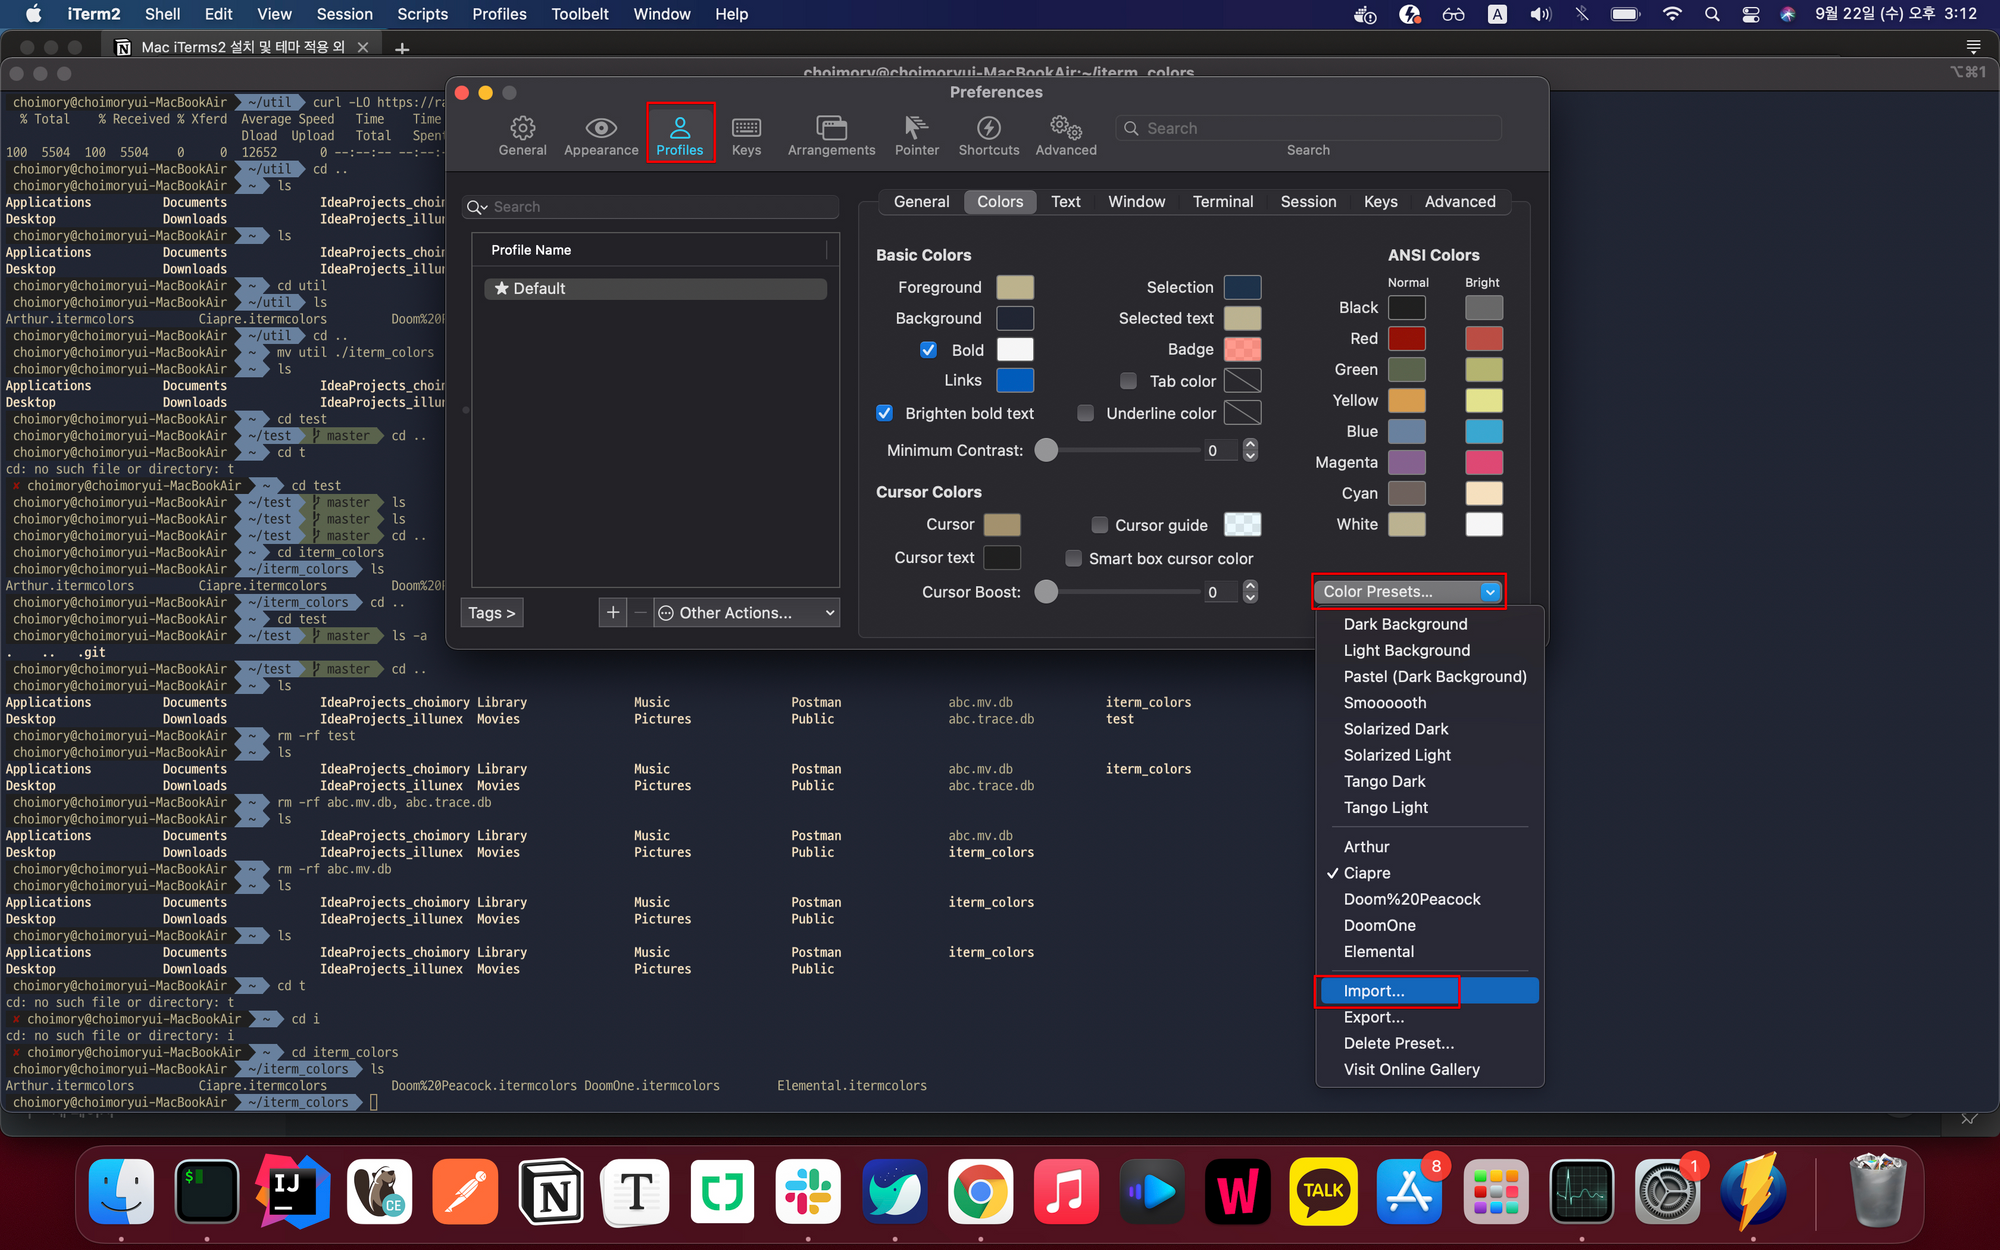 iTerm2 Shell Edit View Session Scripts Profiles Toolbelt Window Help A 9월 22일 (수) 오후 3:12
Mac iTerms2 설치 및 테마 적용 외
choimory@choimoryui-MacBookAir:~/iterm_colors ⌥⌘1
choimory@choimoryui-MacBookAir ~/util curl -LO https://ra
% Total % Received % Xferd Average Speed Time Time
Dload Upload Total Spen
100 5504 100 5504 0 0 12652 0 --:--:-- --:--:-
choimory@choimoryui-MacBookAir ~/util cd ..
choimory@choimoryui-MacBookAir ~ ls
Applications Documents IdeaProjects_choim
Desktop Downloads IdeaProjects_illun
choimory@choimoryui-MacBookAir ~ ls
Applications Documents IdeaProjects_choim
Desktop Downloads IdeaProjects_illun
choimory@choimoryui-MacBookAir ~ cd util
choimory@choimoryui-MacBookAir ~/util ls
Arthur.itermcolors Ciapre.itermcolors Doom%20P
choimory@choimoryui-MacBookAir ~/util cd ..
choimory@choimoryui-MacBookAir ~ mv util ./iterm_colors
choimory@choimoryui-MacBookAir ~ ls
Applications Documents IdeaProjects_choim
Desktop Downloads IdeaProjects_illun
choimory@choimoryui-MacBookAir ~ cd test
choimory@choimoryui-MacBookAir ~/test master cd ..
choimory@choimoryui-MacBookAir ~ cd t
cd: no such file or directory: t
✘ choimory@choimoryui-MacBookAir ~ cd test
choimory@choimoryui-MacBookAir ~/test master ls
choimory@choimoryui-MacBookAir ~/test master ls
choimory@choimoryui-MacBookAir ~/test master cd ..
choimory@choimoryui-MacBookAir ~ cd iterm_colors
choimory@choimoryui-MacBookAir ~/iterm_colors ls
Arthur.itermcolors Ciapre.itermcolors Doom%20P
choimory@choimoryui-MacBookAir ~/iterm_colors cd ..
choimory@choimoryui-MacBookAir ~ cd test
choimory@choimoryui-MacBookAir ~/test master ls -a
. .. .git
choimory@choimoryui-MacBookAir ~/test master cd ..
choimory@choimoryui-MacBookAir ~ ls
Applications Documents IdeaProjects_choimory Library Music Postman abc.mv.db iterm_colors
Desktop Downloads IdeaProjects_illunex Movies Pictures Public abc.trace.db test
choimory@choimoryui-MacBookAir ~ rm -rf test
choimory@choimoryui-MacBookAir ~ ls
Applications Documents IdeaProjects_choimory Library Music Postman abc.mv.db iterm_colors
Desktop Downloads IdeaProjects_illunex Movies Pictures Public abc.trace.db
choimory@choimoryui-MacBookAir ~ rm -rf abc.mv.db, abc.trace.db
choimory@choimoryui-MacBookAir ~ ls
Applications Documents IdeaProjects_choimory Library Music Postman abc.mv.db
Desktop Downloads IdeaProjects_illunex Movies Pictures Public iterm_colors
choimory@choimoryui-MacBookAir ~ rm -rf abc.mv.db
choimory@choimoryui-MacBookAir ~ ls
Applications Documents IdeaProjects_choimory Library Music Postman iterm_colors
Desktop Downloads IdeaProjects_illunex Movies Pictures Public
choimory@choimoryui-MacBookAir ~ ls
Applications Documents IdeaProjects_choimory Library Music Postman iterm_colors
Desktop Downloads IdeaProjects_illunex Movies Pictures Public
choimory@choimoryui-MacBookAir ~ cd t
cd: no such file or directory: t
✘ choimory@choimoryui-MacBookAir ~ cd i
cd: no such file or directory: i
✘ choimory@choimoryui-MacBookAir ~ cd iterm_colors
choimory@choimoryui-MacBookAir ~/iterm_colors ls
Arthur.itermcolors Ciapre.itermcolors Doom%20Peacock.itermcolors DoomOne.itermcolors Elemental.itermcolors
choimory@choimoryui-MacBookAir ~/iterm_colors
Preferences
General Appearance Profiles Keys Arrangements Pointer Shortcuts Advanced Search
Search
Search
Profile Name
★ Default
Tags > + − Other Actions...
General Colors Text Window Terminal Session Keys Advanced
Basic Colors
Foreground
Background
Bold
Links
Brighten bold text
Selection
Selected text
Badge
Tab color
Underline color
Minimum Contrast: 0
Cursor Colors
Cursor
Cursor text
Cursor guide
Smart box cursor color
Cursor Boost: 0
ANSI Colors
Normal Bright
Black
Red
Green
Yellow
Blue
Magenta
Cyan
White
Color Presets...
Dark Background
Light Background
Pastel (Dark Background)
Smoooooth
Solarized Dark
Solarized Light
Tango Dark
Tango Light
Arthur
✓ Ciapre
Doom%20Peacock
DoomOne
Elemental
Import...
Export...
Delete Preset...
Visit Online Gallery
$
IJ
CE
N
T
W
TALK
8
1